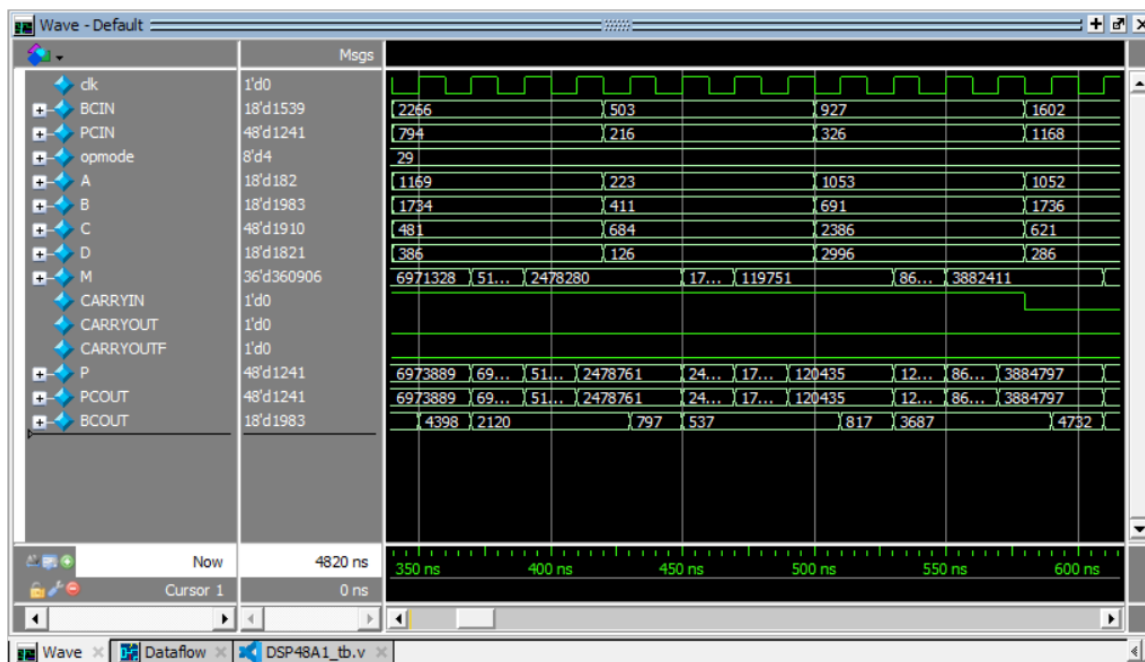 Wave - Default
Msgs
clk 1'd0
BCIN 18'd1539 2266 503 927 1602
PCIN 48'd1241 794 216 326 1168
opmode 8'd4 29
A 18'd182 1169 223 1053 1052
B 18'd1983 1734 411 691 1736
C 48'd1910 481 684 2386 621
D 18'd1821 386 126 2996 286
M 36'd360906 6971328 51... 2478280 17... 119751 86... 3882411
CARRYIN 1'd0
CARRYOUT 1'd0
CARRYOUTF 1'd0
P 48'd1241 6973889 69... 51... 2478761 24... 17... 120435 12... 86... 3884797
PCOUT 48'd1241 6973889 69... 51... 2478761 24... 17... 120435 12... 86... 3884797
BCOUT 18'd1983 4398 2120 797 537 817 3687 4732
Now 4820 ns 350 ns 400 ns 450 ns 500 ns 550 ns 600 ns
Cursor 1 0 ns
Wave Dataflow DSP48A1_tb.v